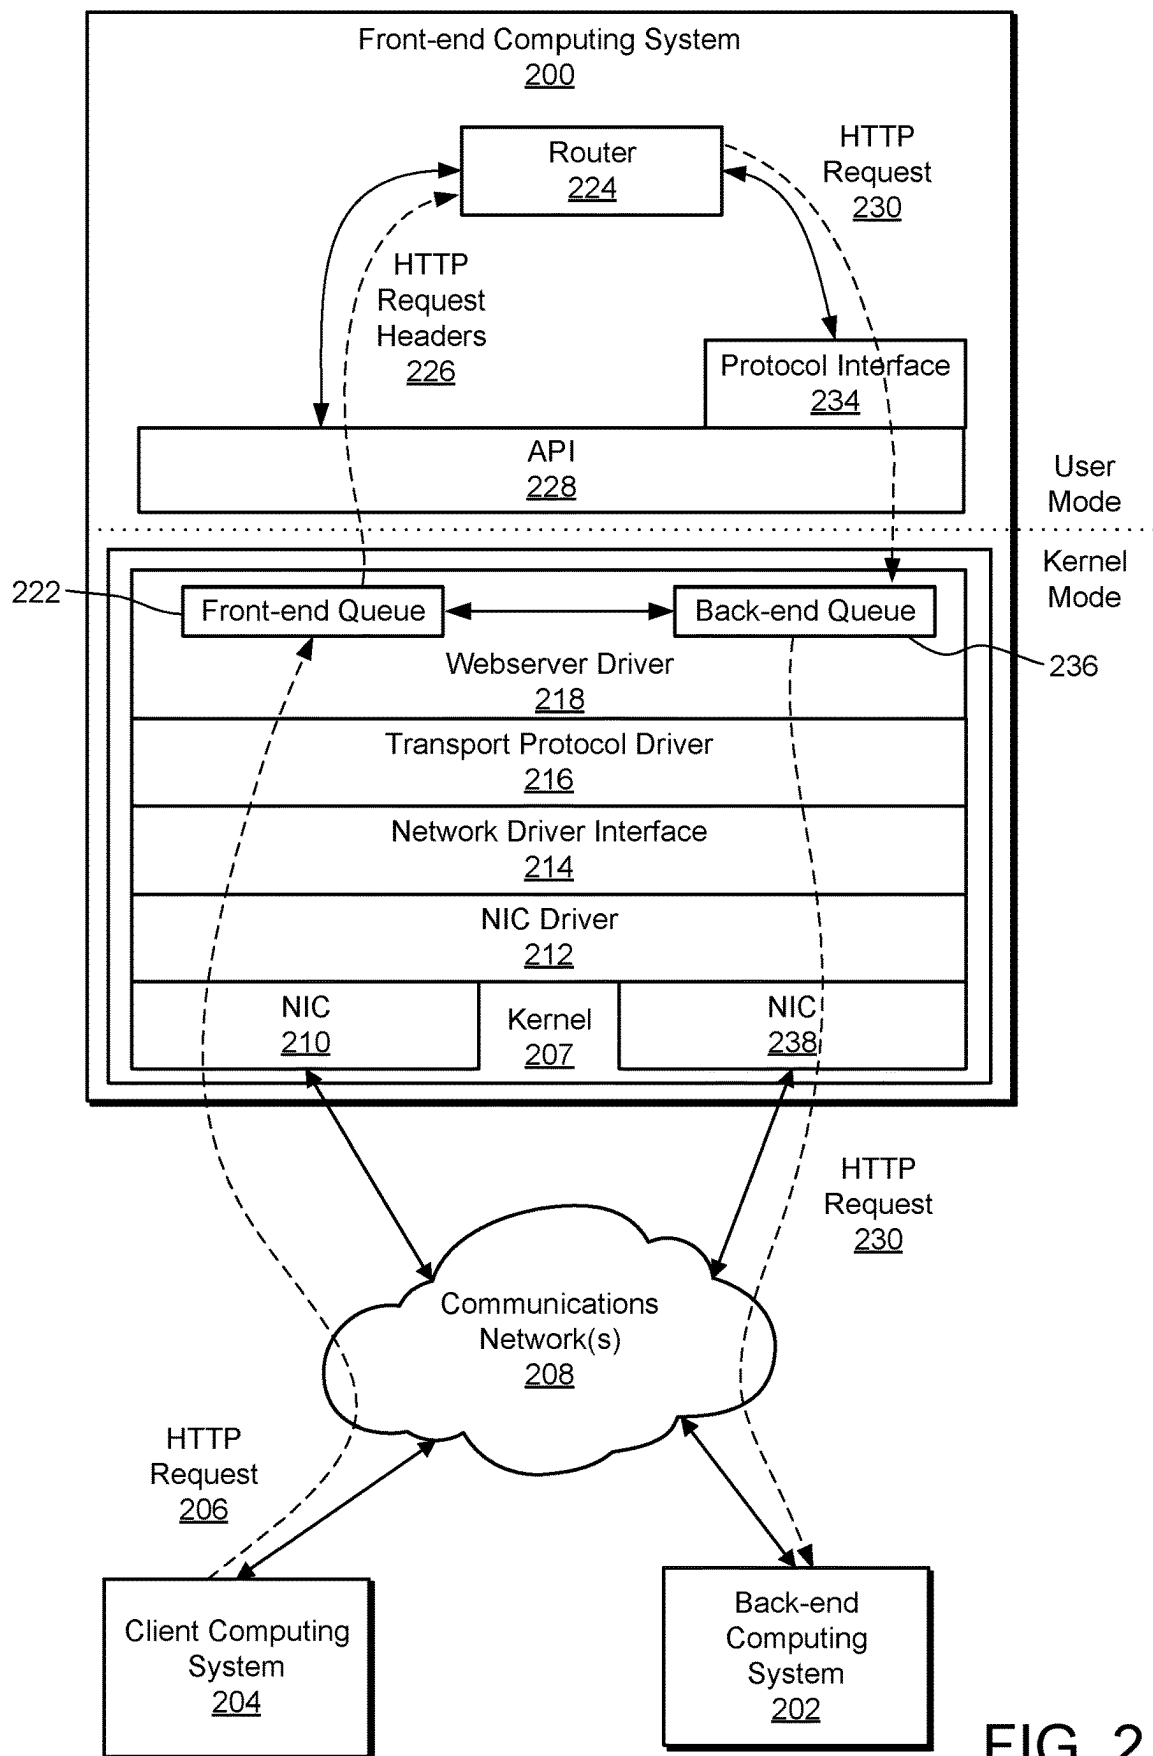 Front-end Computing System
200
Router
224
HTTP
Request
230
HTTP
Request
Headers
226
Protocol Interface
234
API
228
User
Mode
Kernel
Mode
222
Front-end Queue
Back-end Queue
236
Webserver Driver
218
Transport Protocol Driver
216
Network Driver Interface
214
NIC Driver
212
NIC
210
Kernel
207
NIC
238
HTTP
Request
230
Communications
Network(s)
208
HTTP
Request
206
Client Computing
System
204
Back-end
Computing
System
202
FIG. 2